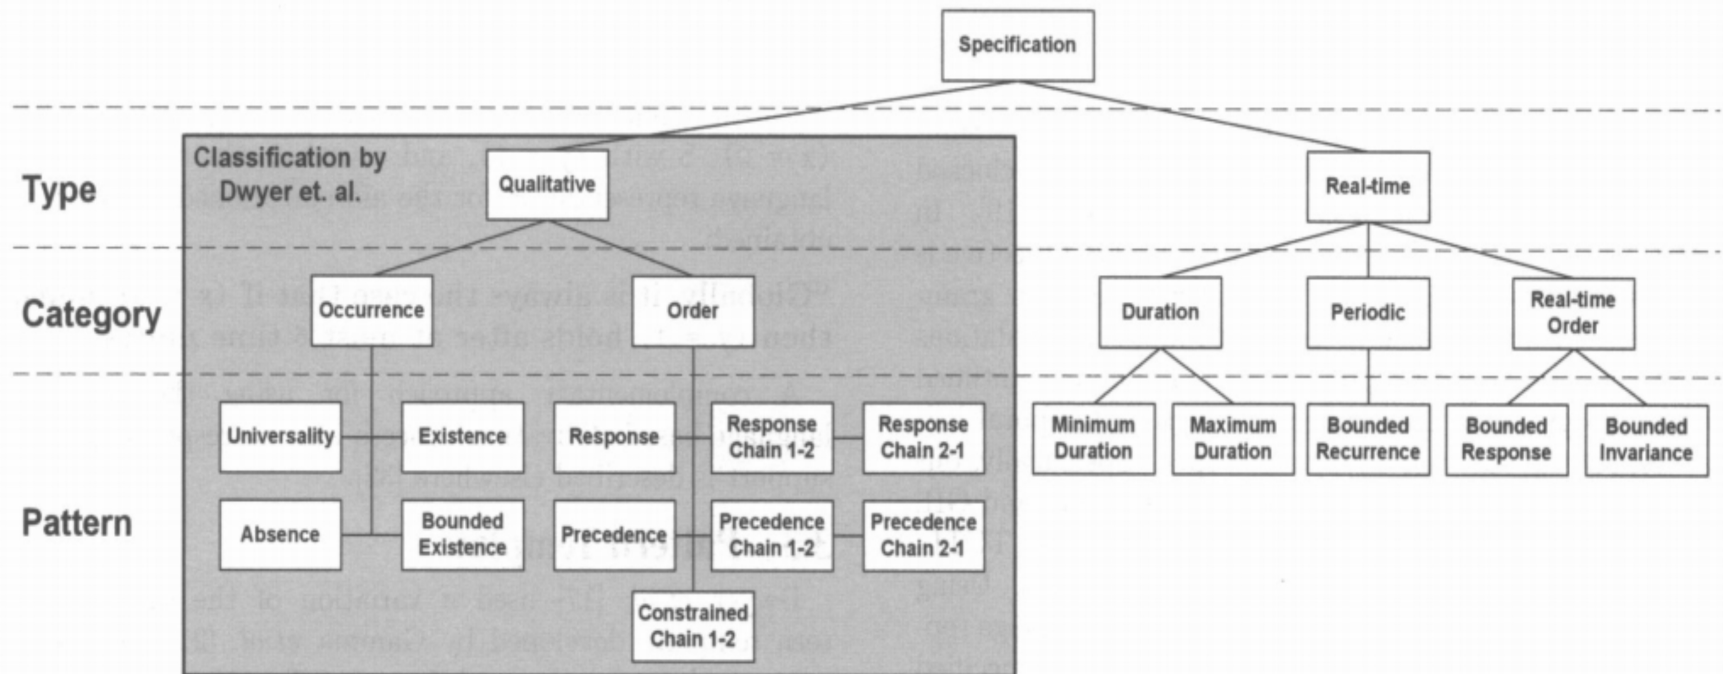 Specification
Classification by
Dwyer et. al.
Type
Qualitative
Real-time
Category
Occurrence
Order
Duration
Periodic
Real-time
Order
Pattern
Universality
Existence
Response
Response
Chain 1-2
Response
Chain 2-1
Minimum
Duration
Maximum
Duration
Bounded
Recurrence
Bounded
Response
Bounded
Invariance
Absence
Bounded
Existence
Precedence
Precedence
Chain 1-2
Precedence
Chain 2-1
Constrained
Chain 1-2